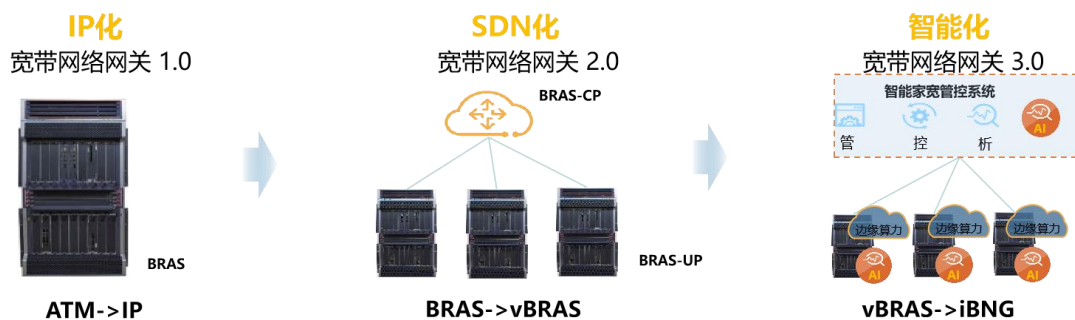 IP化
宽带网络网关 1.0
BRAS
ATM->IP
SDN化
宽带网络网关 2.0
BRAS-CP
BRAS-UP
BRAS->vBRAS
智能化
宽带网络网关 3.0
智能家宽管控系统
管 控 析 AI
边缘算力 边缘算力 边缘算力
AI AI AI
vBRAS->iBNG